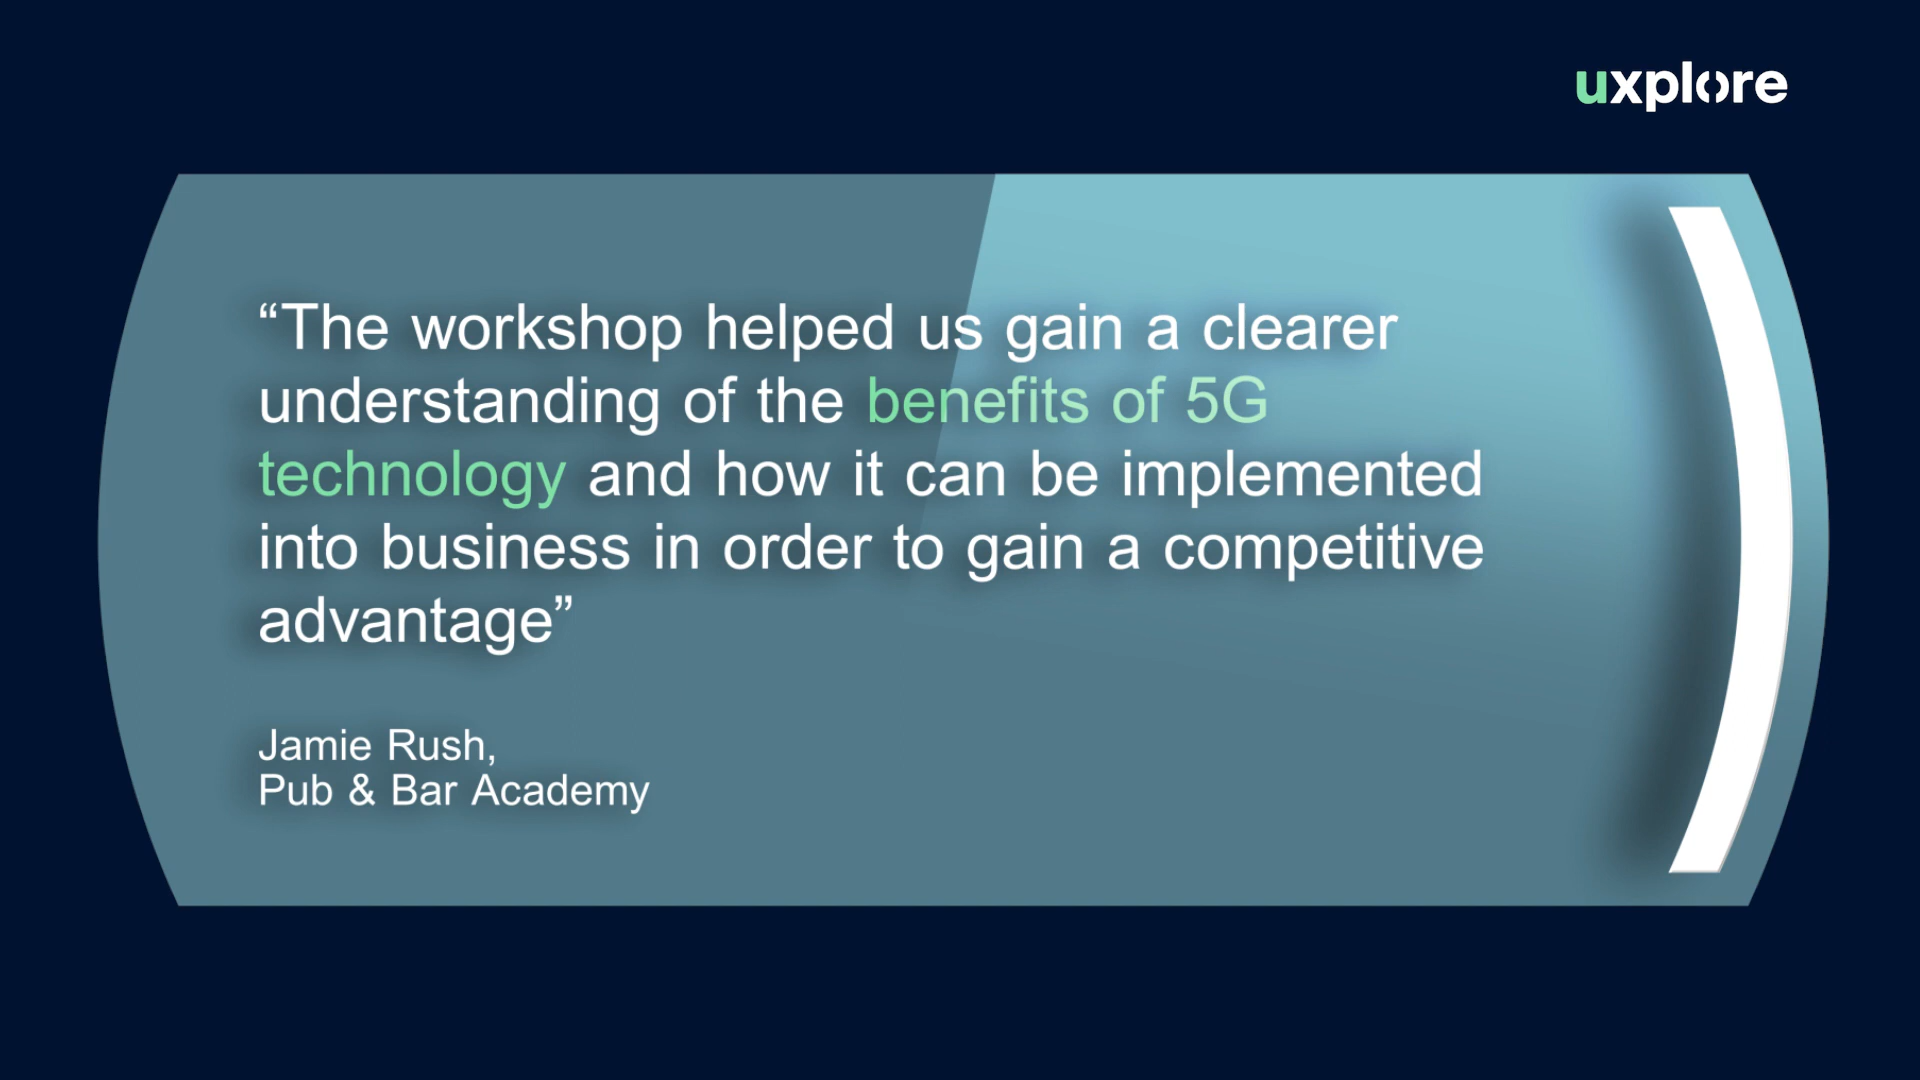 uxplore
“The workshop helped us gain a clearer
understanding of the benefits of 5G
technology and how it can be implemented
into business in order to gain a competitive
advantage”
Jamie Rush,
Pub & Bar Academy